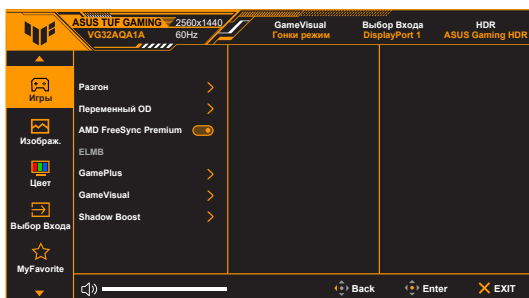 ASUS TUF GAMING 2560x1440
VG32AQA1A 60Hz
GameVisual
Гонки режим
Выбор Входа
DisplayPort 1
HDR
ASUS Gaming HDR
Игры
Изображ.
Цвет
Выбор Входа
MyFavorite
Разгон
Переменный OD
AMD FreeSync Premium
ELMB
GamePlus
GameVisual
Shadow Boost
Back
Enter
EXIT